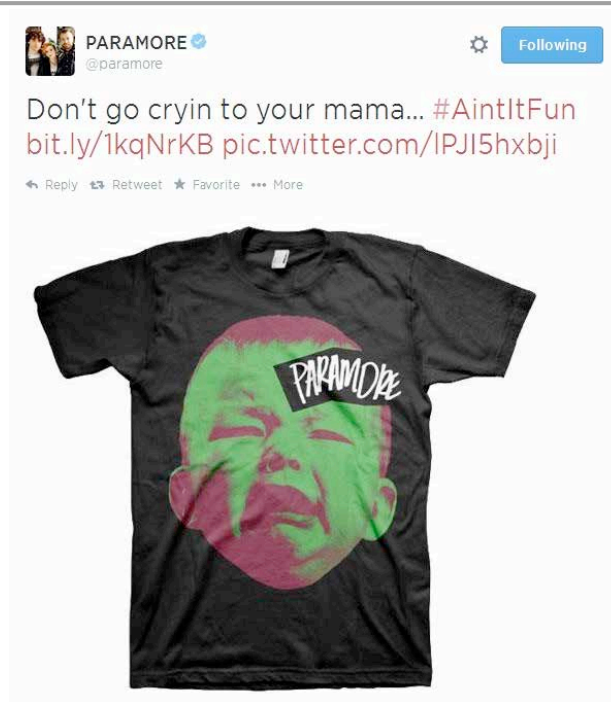 PARAMORE
@paramore
Following
Don't go cryin to your mama... #AintItFun
bit.ly/1kqNrKB pic.twitter.com/lPJI5hxbji
Reply Retweet Favorite More
PARAMORE